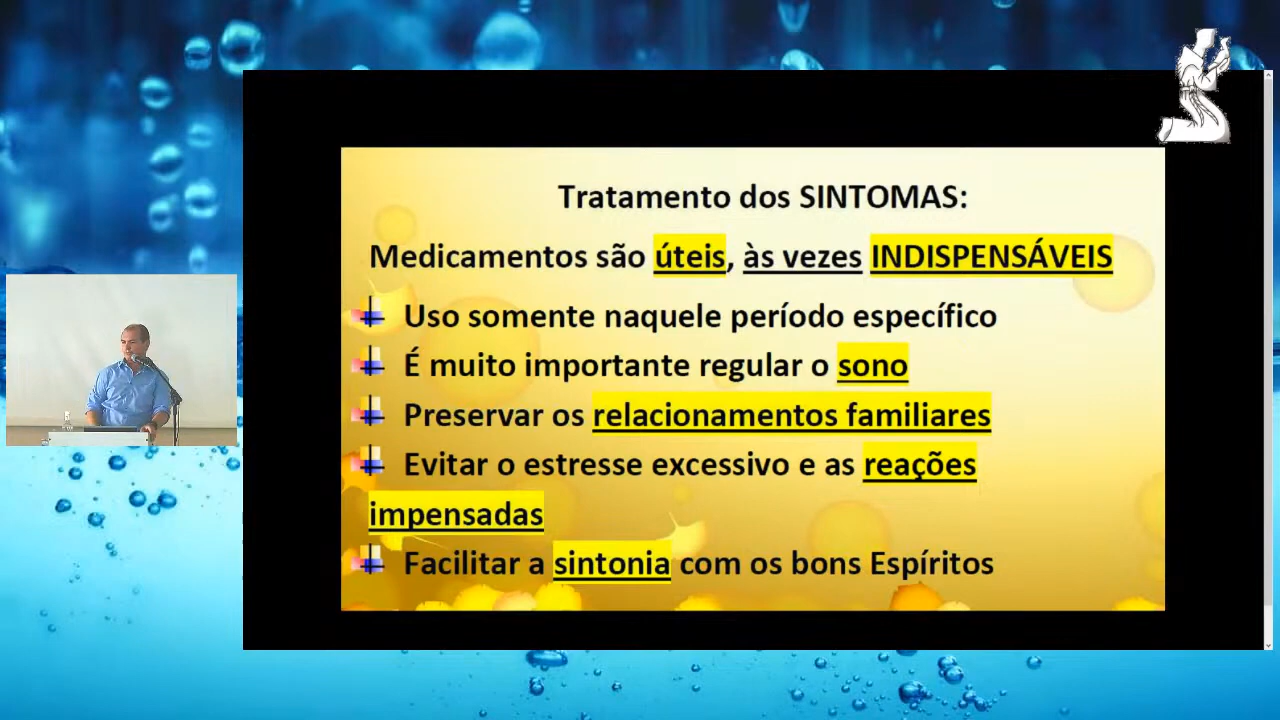 Tratamento dos SINTOMAS:
Medicamentos são úteis, às vezes INDISPENSÁVEIS
Uso somente naquele período específico
É muito importante regular o sono
Preservar os relacionamentos familiares
Evitar o estresse excessivo e as reações
impensadas
Facilitar a sintonia com os bons Espíritos